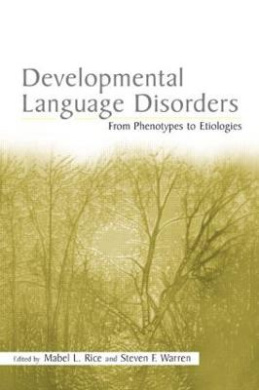 Developmental
Language Disorders
From Phenotypes to Etiologies
Edited by Mabel L. Rice and Steven F. Warren